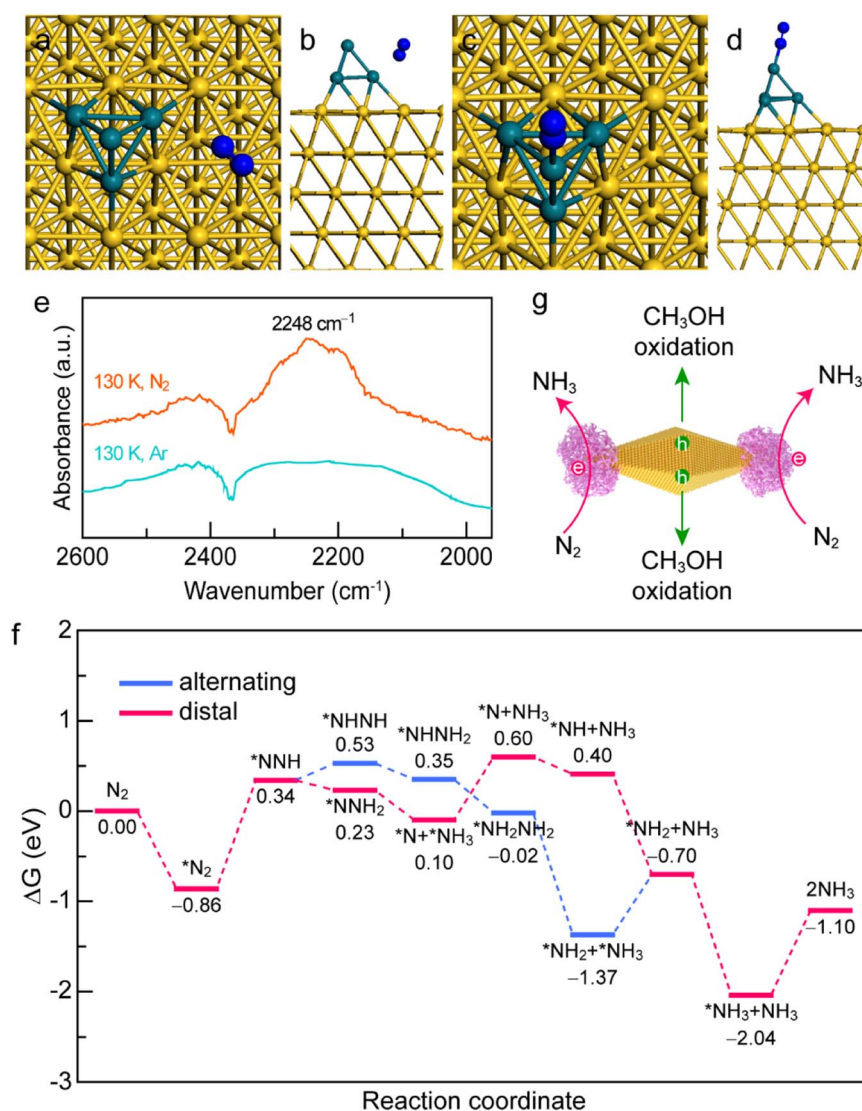 a
b
c
d
e
2248 cm⁻¹
130 K, N₂
130 K, Ar
Absorbance (a.u.)
2600
2400
2200
2000
Wavenumber (cm⁻¹)
g
CH₃OH
oxidation
NH₃
NH₃
h
e
e
h
N₂
N₂
CH₃OH
oxidation
f
alternating
distal
ΔG (eV)
2
1
0
-1
-2
-3
N₂
0.00
*N₂
−0.86
*NNH
0.34
*NHNH
0.53
*NNH₂
0.23
*NHNH₂
0.35
*N+*NH₃
0.10
*N+NH₃
0.60
*NH₂NH₂
−0.02
*NH+NH₃
0.40
*NH₂+*NH₃
−1.37
*NH₂+NH₃
−0.70
*NH₃+NH₃
−2.04
2NH₃
−1.10
Reaction coordinate